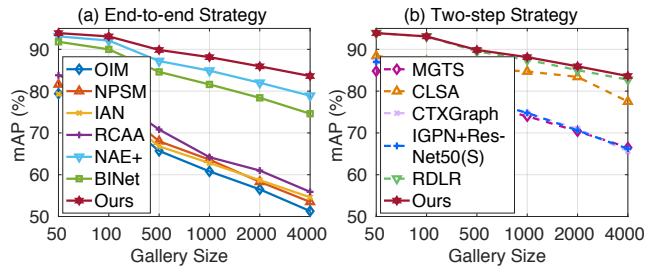 (a) End-to-end Strategy
mAP (%)
90
80
70
60
50
OIM
NPSM
IAN
RCAA
NAE+
BINet
Ours
50 100 500 1000 2000 4000
Gallery Size
(b) Two-step Strategy
mAP (%)
90
80
70
60
50
MGTS
CLSA
CTXGraph
IGPN+Res-
Net50(S)
RDLR
Ours
50 100 500 1000 2000 4000
Gallery Size